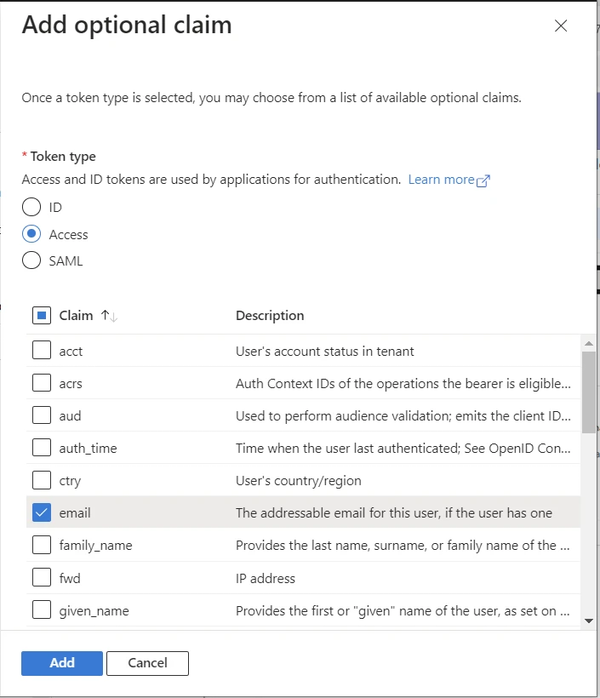 Add optional claim
Once a token type is selected, you may choose from a list of available optional claims.
* Token type
Access and ID tokens are used by applications for authentication. Learn more
ID
Access
SAML
Claim Description
acct User's account status in tenant
acrs Auth Context IDs of the operations the bearer is eligible...
aud Used to perform audience validation; emits the client ID...
auth_time Time when the user last authenticated; See OpenID Con...
ctry User's country/region
email The addressable email for this user, if the user has one
family_name Provides the last name, surname, or family name of the ...
fwd IP address
given_name Provides the first or "given" name of the user, as set on ...
Add Cancel